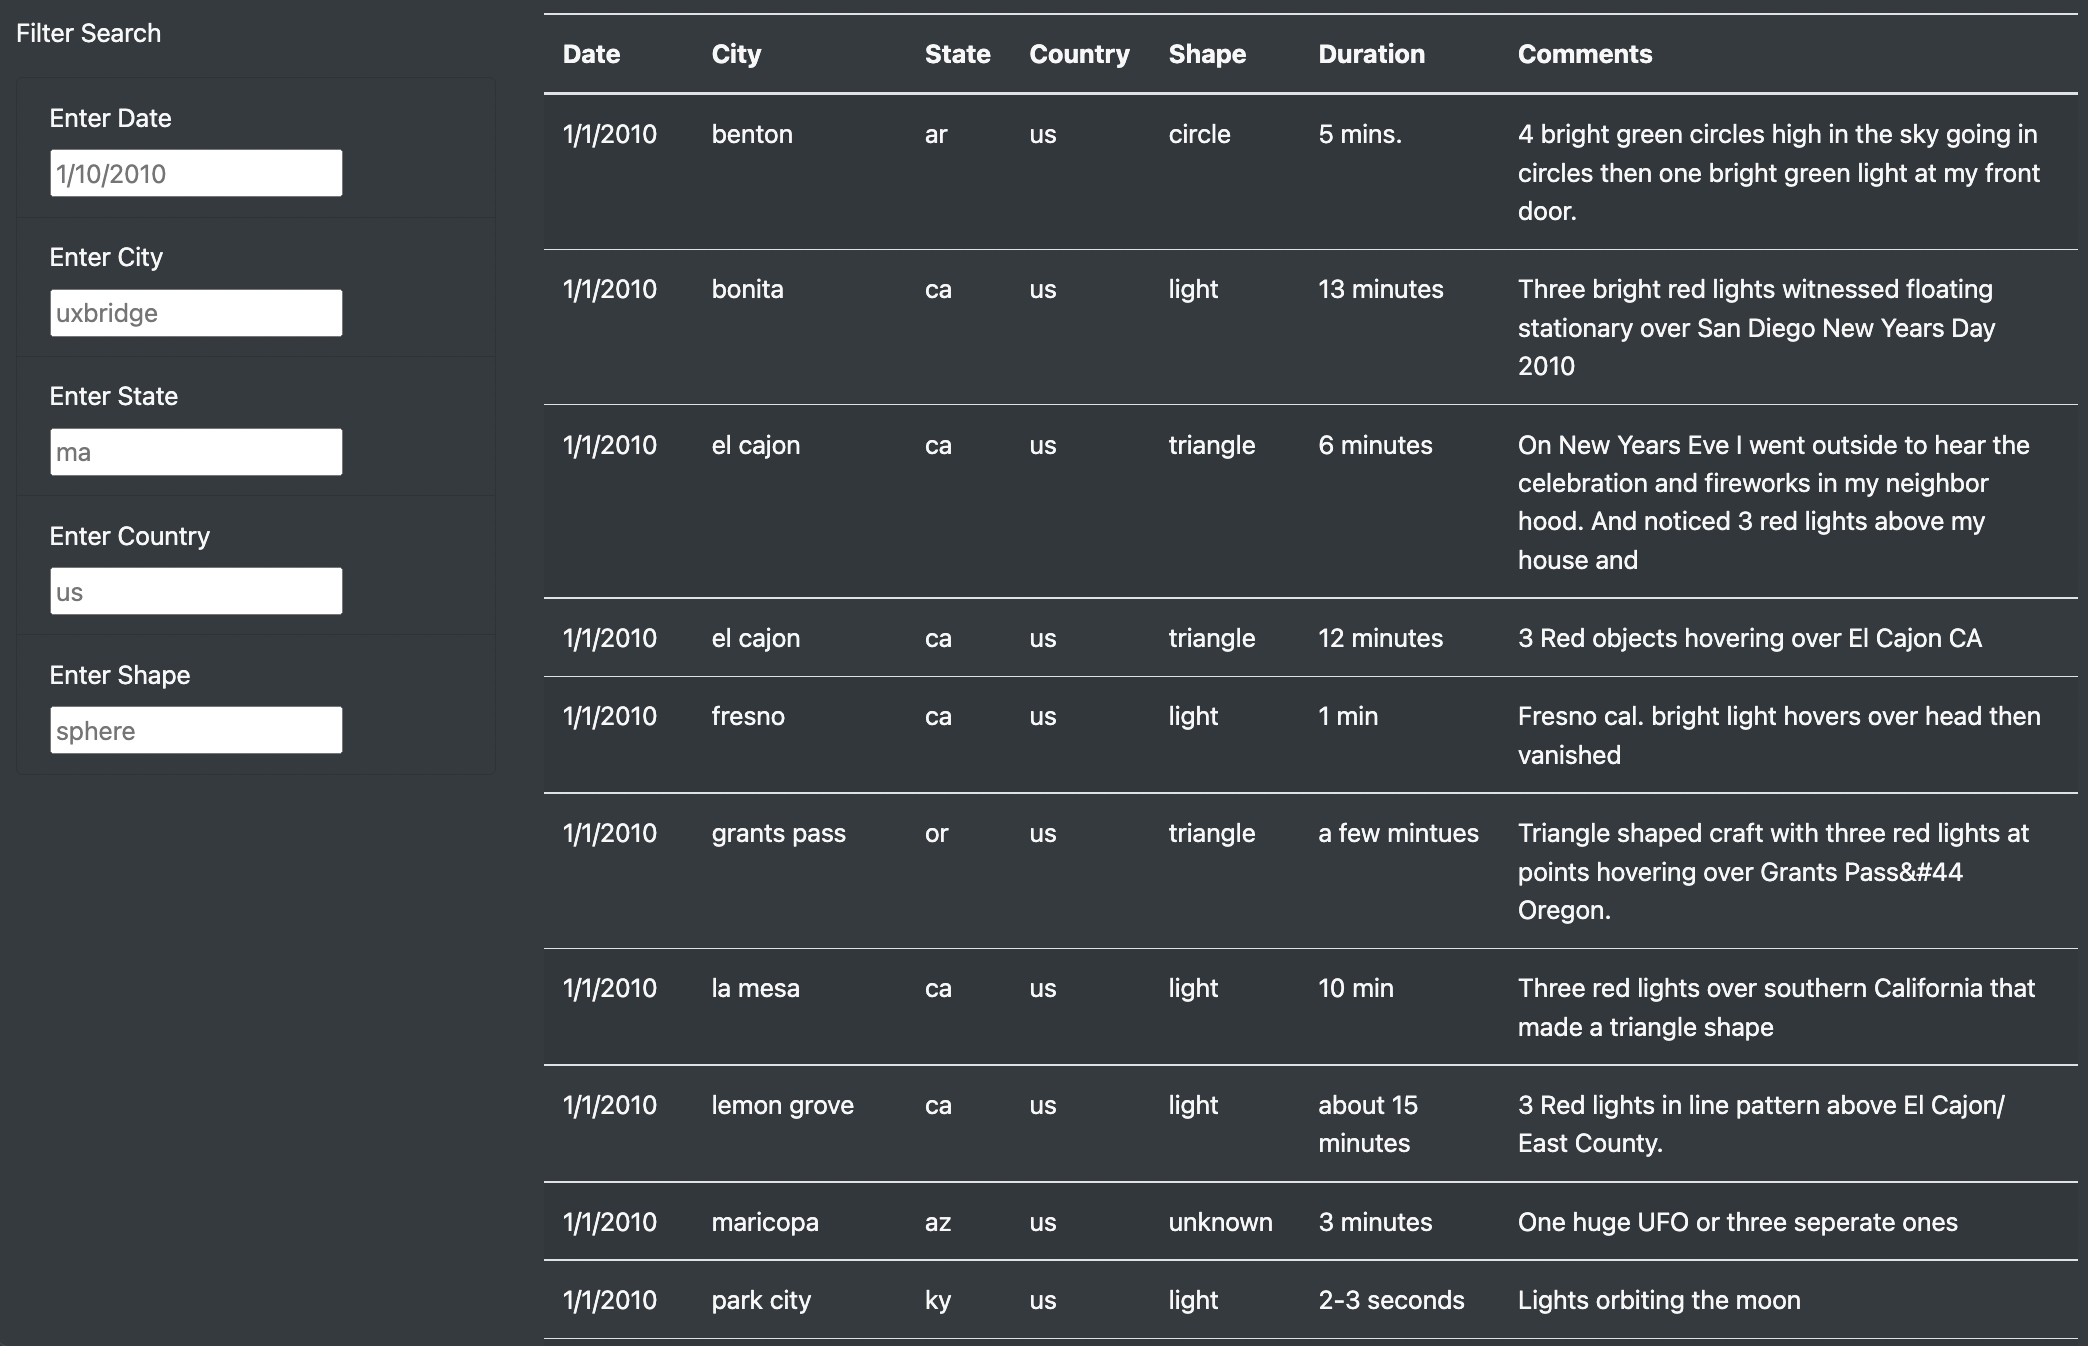 Filter Search
Enter Date
1/10/2010
Enter City
uxbridge
Enter State
ma
Enter Country
us
Enter Shape
sphere
Date City State Country Shape Duration Comments
1/1/2010 benton ar us circle 5 mins. 4 bright green circles high in the sky going in
circles then one bright green light at my front
door.
1/1/2010 bonita ca us light 13 minutes Three bright red lights witnessed floating
stationary over San Diego New Years Day
2010
1/1/2010 el cajon ca us triangle 6 minutes On New Years Eve I went outside to hear the
celebration and fireworks in my neighbor
hood. And noticed 3 red lights above my
house and
1/1/2010 el cajon ca us triangle 12 minutes 3 Red objects hovering over El Cajon CA
1/1/2010 fresno ca us light 1 min Fresno cal. bright light hovers over head then
vanished
1/1/2010 grants pass or us triangle a few mintues Triangle shaped craft with three red lights at
points hovering over Grants Pass&#44
Oregon.
1/1/2010 la mesa ca us light 10 min Three red lights over southern California that
made a triangle shape
1/1/2010 lemon grove ca us light about 15 3 Red lights in line pattern above El Cajon/
minutes East County.
1/1/2010 maricopa az us unknown 3 minutes One huge UFO or three seperate ones
1/1/2010 park city ky us light 2-3 seconds Lights orbiting the moon